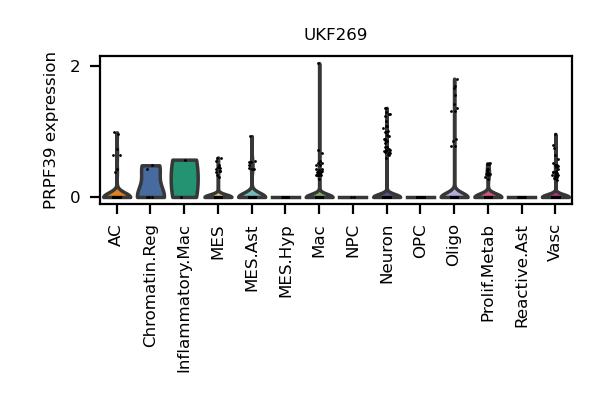 UKF269
PRPF39 expression
2
0
AC
Chromatin.Reg
Inflammatory.Mac
MES
MES.Ast
MES.Hyp
Mac
NPC
Neuron
OPC
Oligo
Prolif.Metab
Reactive.Ast
Vasc